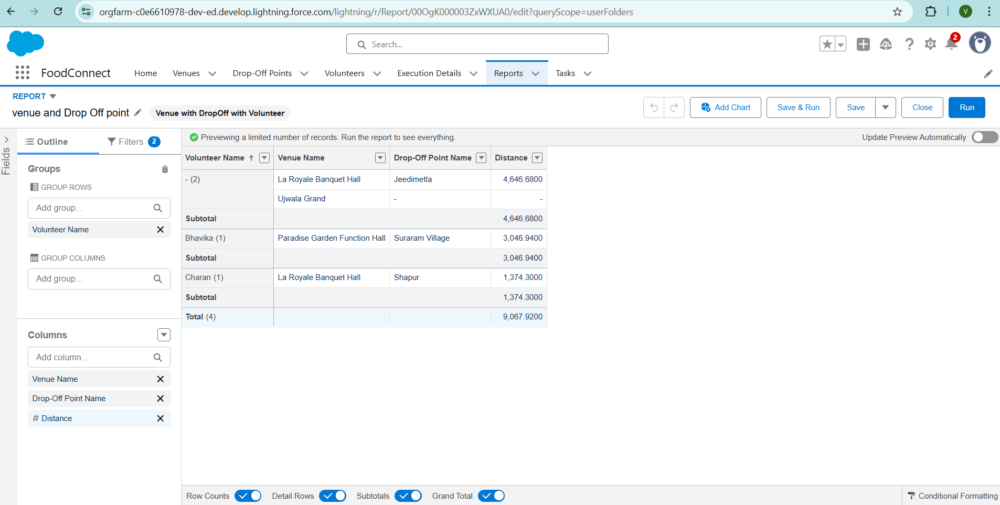 orgfarm-c0e6610978-dev-ed.develop.lightning.force.com/lightning/r/Report/00OgK000003ZxWXUA0/edit?queryScope=userFolders
V
Search...
2
FoodConnect Home Venues Drop-Off Points Volunteers Execution Details Reports Tasks
REPORT
venue and Drop Off point Venue with DropOff with Volunteer
Add Chart Save & Run Save Close Run
Fields
Outline Filters 2
Previewing a limited number of records. Run the report to see everything. Update Preview Automatically
Groups
GROUP ROWS
Add group...
Volunteer Name
GROUP COLUMNS
Add group...
Columns
Add column...
Venue Name
Drop-Off Point Name
# Distance
Volunteer Name Venue Name Drop-Off Point Name Distance
- (2) La Royale Banquet Hall Jeedimetla 4,646.6800
Ujwala Grand - -
Subtotal 4,646.6800
Bhavika (1) Paradise Garden Function Hall Suraram Village 3,046.9400
Subtotal 3,046.9400
Charan (1) La Royale Banquet Hall Shapur 1,374.3000
Subtotal 1,374.3000
Total (4) 9,067.9200
Row Counts Detail Rows Subtotals Grand Total Conditional Formatting